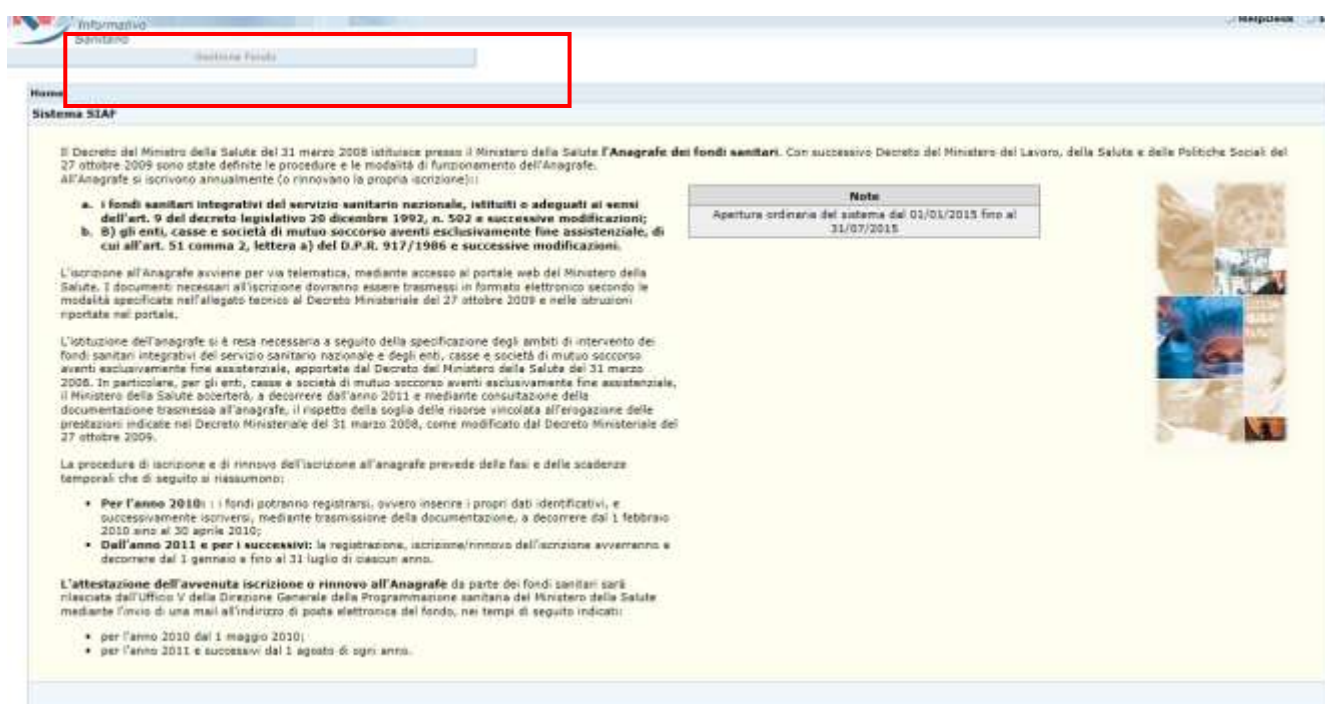 Informativo
Sanitario
HelpDesk
Gestione Fondo
Home
Sistema SIAF
Il Decreto del Ministro della Salute del 31 marzo 2008 istituisce presso il Ministero della Salute l'Anagrafe dei fondi sanitari. Con successivo Decreto del Ministero del Lavoro, della Salute e delle Politiche Sociali del
27 ottobre 2009 sono state definite le procedure e le modalità di funzionamento dell'Anagrafe.
All'Anagrafe si iscrivono annualmente (o rinnovano la propria iscrizione)::
a. i fondi sanitari integrativi del servizio sanitario nazionale, istituiti o adeguati ai sensi
dell'art. 9 del decreto legislativo 20 dicembre 1992, n. 502 e successive modificazioni;
b. B) gli enti, casse e società di mutuo soccorso aventi esclusivamente fine assistenziale, di
cui all'art. 51 comma 2, lettera a) del D.P.R. 917/1986 e successive modificazioni.
Note
Apertura ordinaria del sistema dal 01/01/2015 fino al
31/07/2015
L'iscrizione all'Anagrafe avviene per via telematica, mediante accesso al portale web del Ministero della
Salute. I documenti necessari all'iscrizione dovranno essere trasmessi in formato elettronico secondo le
modalità specificate nell'allegato tecnico al Decreto Ministeriale del 27 ottobre 2009 e nelle istruzioni
riportate nel portale.
L'istituzione dell'anagrafe si è resa necessaria a seguito della specificazione degli ambiti di intervento dei
fondi sanitari integrativi del servizio sanitario nazionale e degli enti, casse e società di mutuo soccorso
aventi esclusivamente fine assistenziale, apportate dal Decreto del Ministero della Salute del 31 marzo
2008. In particolare, per gli enti, casse e società di mutuo soccorso aventi esclusivamente fine assistenziale,
il Ministero della Salute accerterà, a decorrere dall'anno 2011 e mediante consultazione della
documentazione trasmessa all'anagrafe, il rispetto della soglia delle risorse vincolata all'erogazione delle
prestazioni indicate nel Decreto Ministeriale del 31 marzo 2008, come modificato dal Decreto Ministeriale del
27 ottobre 2009.
La procedura di iscrizione e di rinnovo dell'iscrizione all'anagrafe prevede delle fasi e delle scadenze
temporali che di seguito si riassumono:
• Per l'anno 2010: : i fondi potranno registrarsi, ovvero inserire i propri dati identificativi, e
successivamente iscriversi, mediante trasmissione della documentazione, a decorrere dal 1 febbraio
2010 sino al 30 aprile 2010;
• Dall'anno 2011 e per i successivi: la registrazione, iscrizione/rinnovo dell'iscrizione avverranno a
decorrere dal 1 gennaio e fino al 31 luglio di ciascun anno.
L'attestazione dell'avvenuta iscrizione o rinnovo all'Anagrafe da parte dei fondi sanitari sarà
rilasciata dall'Ufficio V della Direzione Generale della Programmazione sanitaria del Ministero della Salute
mediante l'invio di una mail all'indirizzo di posta elettronica del fondo, nei tempi di seguito indicati:
• per l'anno 2010 dal 1 maggio 2010;
• per l'anno 2011 e successivi dal 1 agosto di ogni anno.